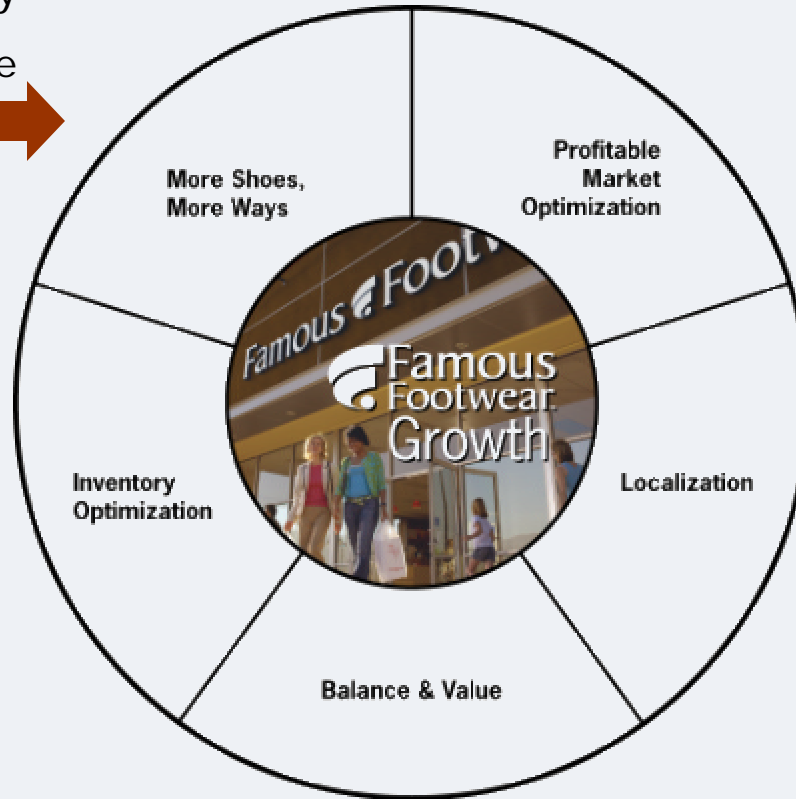 y
e
More Shoes,
More Ways
Profitable
Market
Optimization
Famous Foot
Famous
Footwear
Growth
Inventory
Optimization
Localization
Balance & Value